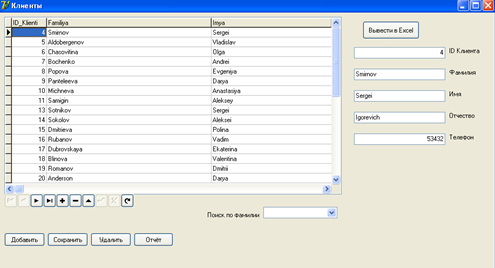 Клиенты
ID_Klienti Familiya Imya
4 Smirnov Sergei
5 Aldobergenov Vladislav
6 Chasovitina Olga
7 Bochenko Andrei
8 Popova Evgeniya
9 Panteleeva Darya
10 Michneva Anastasiya
11 Samigin Aleksey
13 Sotnikov Sergei
14 Sokolov Aleksei
15 Dmitrieva Polina
16 Rubanov Vadim
17 Dubrovskaya Ekaterina
18 Blinova Valentina
19 Romanov Dmitrii
20 Anderson Darya
Вывести в Excel
4 ID Клиента
Smirnov Фамилия
Sergei Имя
Igorevich Отчество
53432 Телефон
Поиск по фамилии
Добавить Сохранить Удалить Отчёт